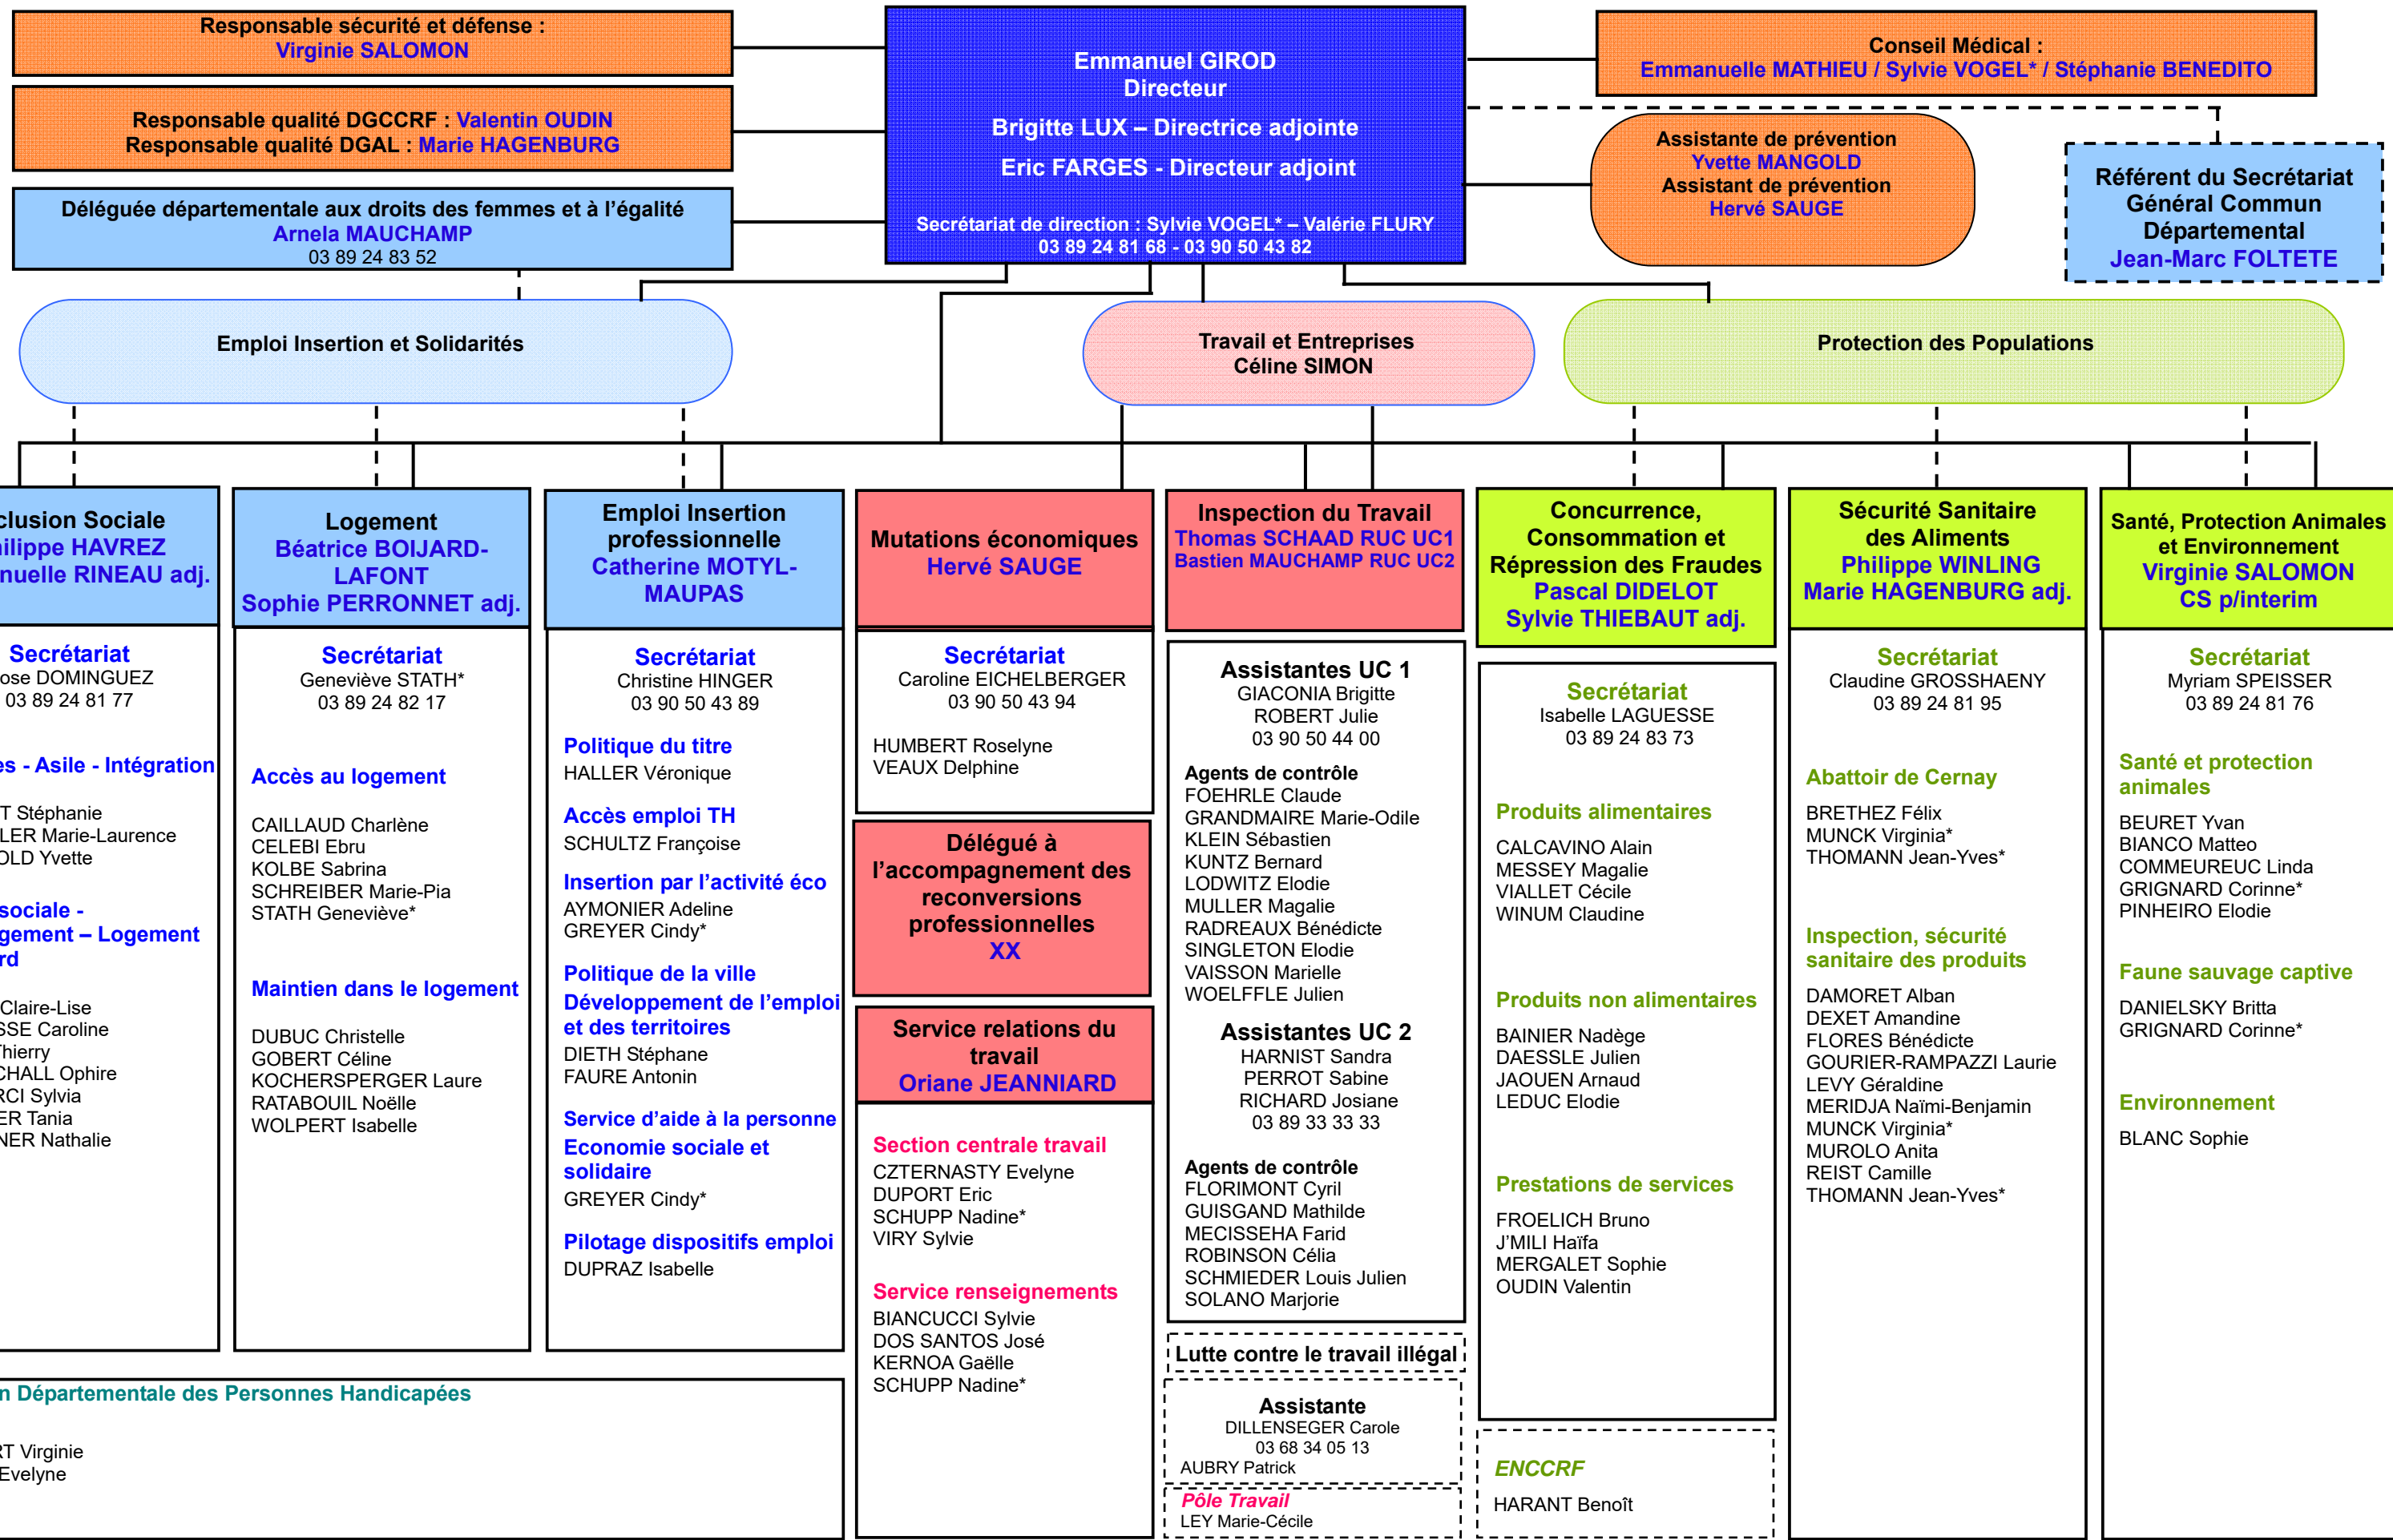 Responsable sécurité et défense :
Virginie SALOMON
Responsable qualité DGCCRF : Valentin OUDIN
Responsable qualité DGAL : Marie HAGENBURG
Déléguée départementale aux droits des femmes et à l'égalité
Arnela MAUCHAMP
03 89 24 83 52
Emmanuel GIROD
Directeur
Brigitte LUX – Directrice adjointe
Eric FARGES - Directeur adjoint
Secrétariat de direction : Sylvie VOGEL* – Valérie FLURY
03 89 24 81 68 - 03 90 50 43 82
Conseil Médical :
Emmanuelle MATHIEU / Sylvie VOGEL* / Stéphanie BENEDITO
Assistante de prévention
Yvette MANGOLD
Assistant de prévention
Hervé SAUGE
Référent du Secrétariat
Général Commun
Départemental
Jean-Marc FOLTETE
Emploi Insertion et Solidarités
Travail et Entreprises
Céline SIMON
Protection des Populations
clusion Sociale
ilippe HAVREZ
nuelle RINEAU adj.
Secrétariat
ose DOMINGUEZ
03 89 24 81 77
es - Asile - Intégration
T Stéphanie
LER Marie-Laurence
OLD Yvette
sociale -
gement – Logement
rd
Claire-Lise
SSE Caroline
hierry
CHALL Ophire
RCI Sylvia
ER Tania
NER Nathalie
Logement
Béatrice BOIJARD-
LAFONT
Sophie PERRONNET adj.
Secrétariat
Geneviève STATH*
03 89 24 82 17
Accès au logement
CAILLAUD Charlène
CELEBI Ebru
KOLBE Sabrina
SCHREIBER Marie-Pia
STATH Geneviève*
Maintien dans le logement
DUBUC Christelle
GOBERT Céline
KOCHERSPERGER Laure
RATABOUIL Noëlle
WOLPERT Isabelle
Emploi Insertion
professionnelle
Catherine MOTYL-
MAUPAS
Secrétariat
Christine HINGER
03 90 50 43 89
Politique du titre
HALLER Véronique
Accès emploi TH
SCHULTZ Françoise
Insertion par l'activité éco
AYMONIER Adeline
GREYER Cindy*
Politique de la ville
Développement de l'emploi
et des territoires
DIETH Stéphane
FAURE Antonin
Service d'aide à la personne
Economie sociale et
solidaire
GREYER Cindy*
Pilotage dispositifs emploi
DUPRAZ Isabelle
n Départementale des Personnes Handicapées
RT Virginie
Evelyne
Mutations économiques
Hervé SAUGE
Secrétariat
Caroline EICHELBERGER
03 90 50 43 94
HUMBERT Roselyne
VEAUX Delphine
Délégué à
l'accompagnement des
reconversions
professionnelles
XX
Service relations du
travail
Oriane JEANNIARD
Section centrale travail
CZTERNASTY Evelyne
DUPORT Eric
SCHUPP Nadine*
VIRY Sylvie
Service renseignements
BIANCUCCI Sylvie
DOS SANTOS José
KERNOA Gaëlle
SCHUPP Nadine*
Inspection du Travail
Thomas SCHAAD RUC UC1
Bastien MAUCHAMP RUC UC2
Assistantes UC 1
GIACONIA Brigitte
ROBERT Julie
03 90 50 44 00
Agents de contrôle
FOEHRLE Claude
GRANDMAIRE Marie-Odile
KLEIN Sébastien
KUNTZ Bernard
LODWITZ Elodie
MULLER Magalie
RADREAUX Bénédicte
SINGLETON Elodie
VAISSON Marielle
WOELFFLE Julien
Assistantes UC 2
HARNIST Sandra
PERROT Sabine
RICHARD Josiane
03 89 33 33 33
Agents de contrôle
FLORIMONT Cyril
GUISGAND Mathilde
MECISSEHA Farid
ROBINSON Célia
SCHMIEDER Louis Julien
SOLANO Marjorie
Lutte contre le travail illégal
Assistante
DILLENSEGER Carole
03 68 34 05 13
AUBRY Patrick
Pôle Travail
LEY Marie-Cécile
Concurrence,
Consommation et
Répression des Fraudes
Pascal DIDELOT
Sylvie THIEBAUT adj.
Secrétariat
Isabelle LAGUESSE
03 89 24 83 73
Produits alimentaires
CALCAVINO Alain
MESSEY Magalie
VIALLET Cécile
WINUM Claudine
Produits non alimentaires
BAINIER Nadège
DAESSLE Julien
JAOUEN Arnaud
LEDUC Elodie
Prestations de services
FROELICH Bruno
J'MILI Haïfa
MERGALET Sophie
OUDIN Valentin
ENCCRF
HARANT Benoît
Sécurité Sanitaire
des Aliments
Philippe WINLING
Marie HAGENBURG adj.
Secrétariat
Claudine GROSSHAENY
03 89 24 81 95
Abattoir de Cernay
BRETHEZ Félix
MUNCK Virginia*
THOMANN Jean-Yves*
Inspection, sécurité
sanitaire des produits
DAMORET Alban
DEXET Amandine
FLORES Bénédicte
GOURIER-RAMPAZZI Laurie
LEVY Géraldine
MERIDJA Naïmi-Benjamin
MUNCK Virginia*
MUROLO Anita
REIST Camille
THOMANN Jean-Yves*
Santé, Protection Animales
et Environnement
Virginie SALOMON
CS p/interim
Secrétariat
Myriam SPEISSER
03 89 24 81 76
Santé et protection
animales
BEURET Yvan
BIANCO Matteo
COMMEUREUC Linda
GRIGNARD Corinne*
PINHEIRO Elodie
Faune sauvage captive
DANIELSKY Britta
GRIGNARD Corinne*
Environnement
BLANC Sophie